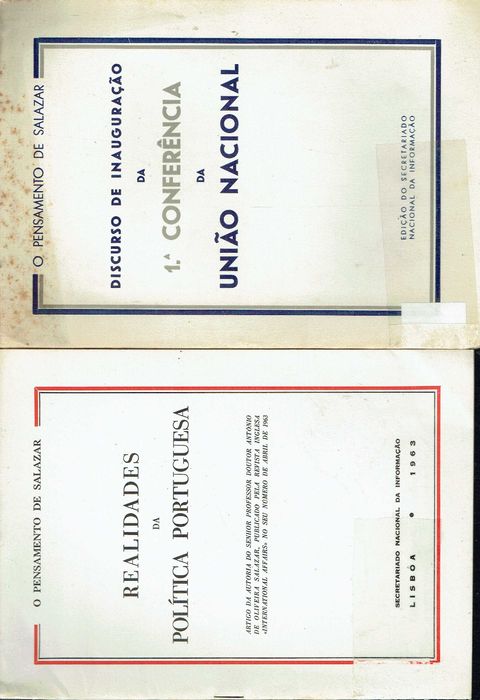 O PENSAMENTO DE SALAZAR
DISCURSO DE INAUGURAÇÃO
DA
1.ª CONFERÊNCIA
DA
UNIÃO NACIONAL
EDIÇÃO DO SECRETARIADO
NACIONAL DA INFORMAÇÃO
O PENSAMENTO DE SALAZAR
REALIDADES
DA
POLÍTICA PORTUGUESA
ARTIGO DA AUTORIA DO SENHOR PROFESSOR DOUTOR ANTÓNIO
DE OLIVEIRA SALAZAR, PUBLICADO PELA REVISTA INGLESA
«INTERNATIONAL AFFAIRS» NO SEU NÚMERO DE ABRIL DE 1963
SECRETARIADO NACIONAL DA INFORMAÇÃO
LISBÔA • 1963